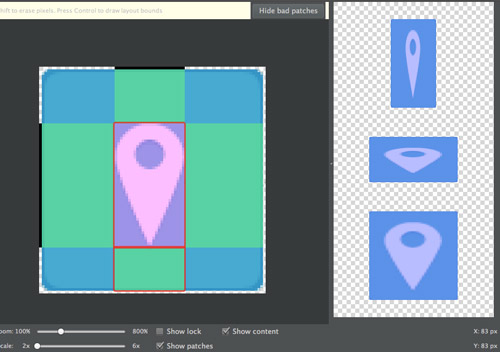 hift to erase pixels. Press Control to draw layout bounds
Hide bad patches
oom: 100% 800% Show lock Show content X: 83 px
cale: 2x 6x Show patches Y: 83 px